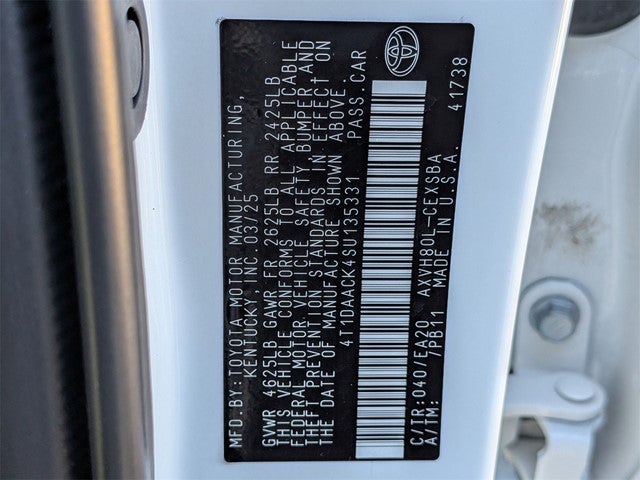 MFD.BY:TOYOTA MOTOR MANUFACTURING,
KENTUCKY, INC. 03/25
GVWR 4625LB GAWR FR 2625LB RR 2425LB
THIS VEHICLE CONFORMS TO ALL APPLICABLE
FEDERAL MOTOR VEHICLE SAFETY, BUMPER, AND
THEFT PREVENTION STANDARDS IN EFFECT ON
THE DATE OF MANUFACTURE SHOWN ABOVE.
4T1DAACK4SU135331 PASS.CAR
C/TR:040/EA20 AXVH80L-CEXSBA
A/TM: /PB11 MADE IN U.S.A.
41738